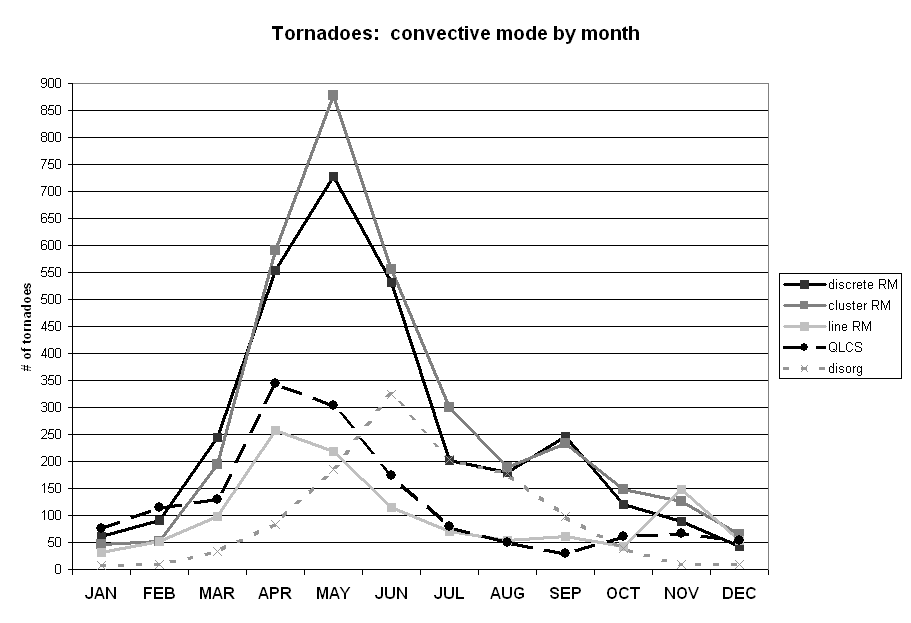 Tornadoes:  convective mode by month
# of tornadoes
900
850
800
750
700
650
600
550
500
450
400
350
300
250
200
150
100
50
0
JAN FEB MAR APR MAY JUN JUL AUG SEP OCT NOV DEC
discrete RM
cluster RM
line RM
QLCS
disorg